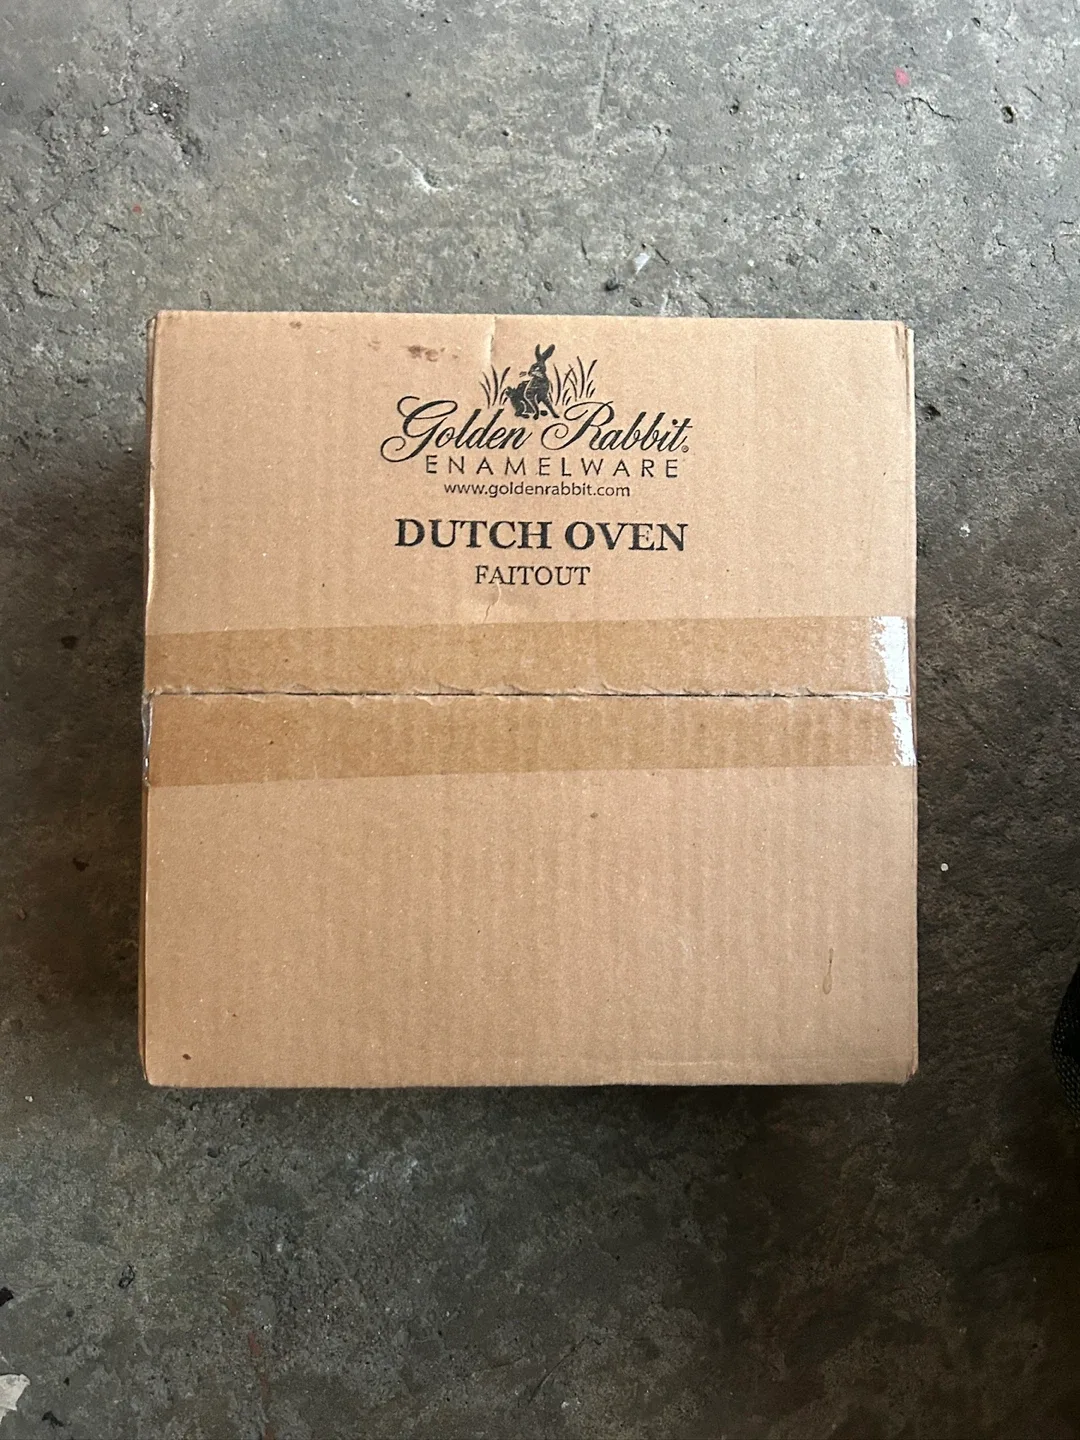 Golden Rabbit®
ENAMELWARE
www.goldenrabbit.com
DUTCH OVEN
FAITOUT